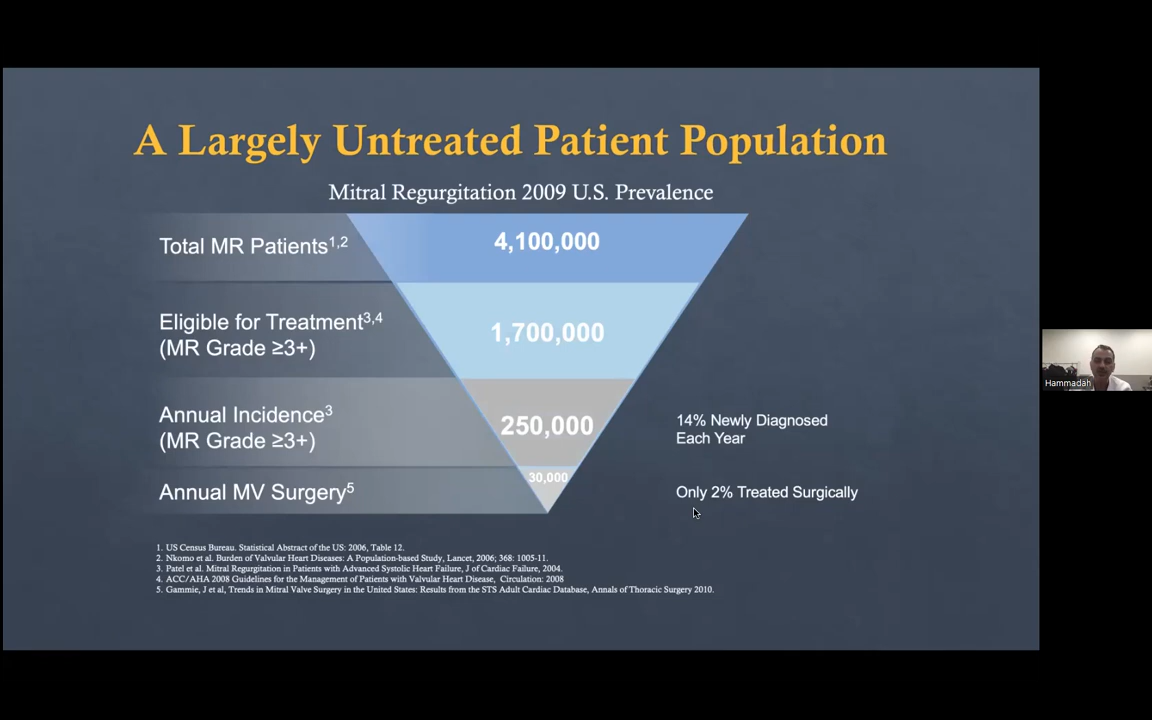 A Largely Untreated Patient Population
Mitral Regurgitation 2009 U.S. Prevalence
Total MR Patients1,2
4,100,000
Eligible for Treatment3,4
(MR Grade ≥3+)
1,700,000
Annual Incidence3
(MR Grade ≥3+)
250,000
14% Newly Diagnosed
Each Year
Annual MV Surgery5
30,000
Only 2% Treated Surgically
1. US Census Bureau. Statistical Abstract of the US: 2006, Table 12.
2. Nkomo et al. Burden of Valvular Heart Diseases: A Population-based Study, Lancet, 2006; 368: 1005-11.
3. Patel et al. Mitral Regurgitation in Patients with Advanced Systolic Heart Failure, J of Cardiac Failure, 2004.
4. ACC/AHA 2008 Guidelines for the Management of Patients with Valvular Heart Disease, Circulation: 2008
5. Gammie, J et al, Trends in Mitral Valve Surgery in the United States: Results from the STS Adult Cardiac Database, Annals of Thoracic Surgery 2010.
Hammadah